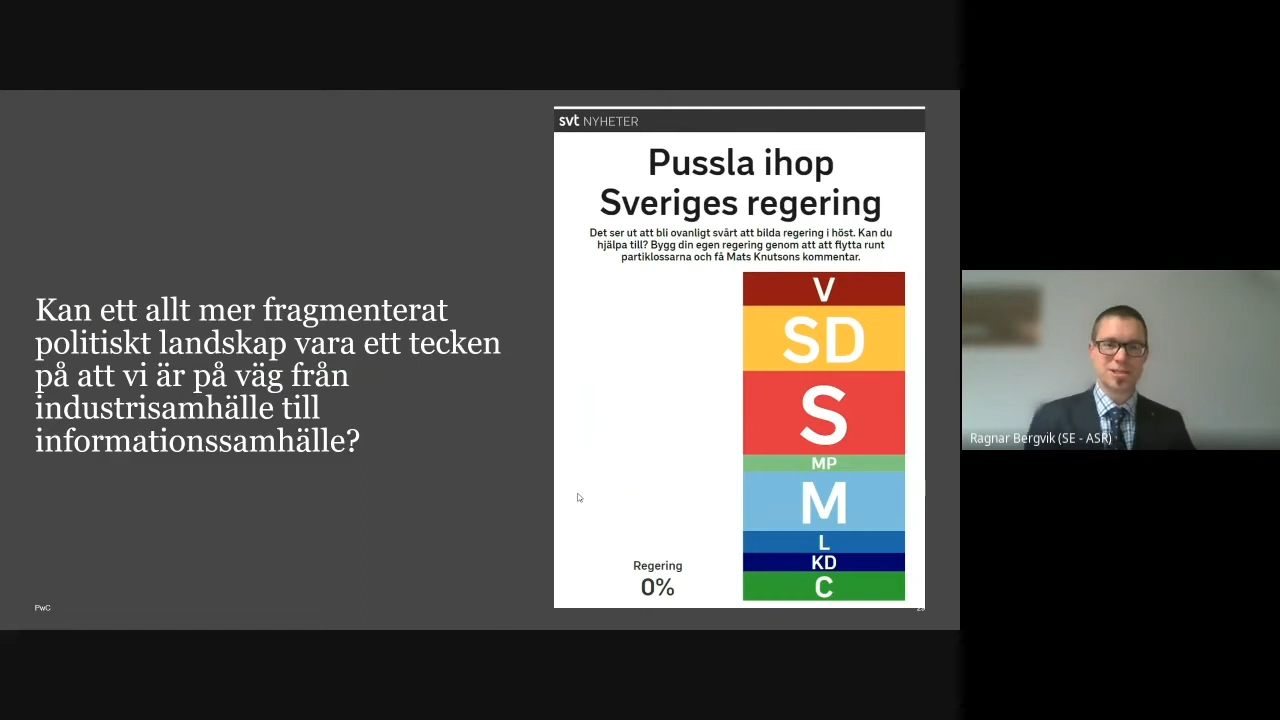 Kan ett allt mer fragmenterat
politiskt landskap vara ett tecken
på att vi är på väg från
industrisamhälle till
informationssamhälle?
PwC
svt NYHETER
Pussla ihop
Sveriges regering
Det ser ut att bli ovanligt svårt att bilda regering i höst. Kan du
hjälpa till? Bygg din egen regering genom att att flytta runt
partiklossarna och få Mats Knutsons kommentar.
V
SD
S
MP
M
L
KD
C
Regering
0%
Ragnar Bergvik (SE - ASR)